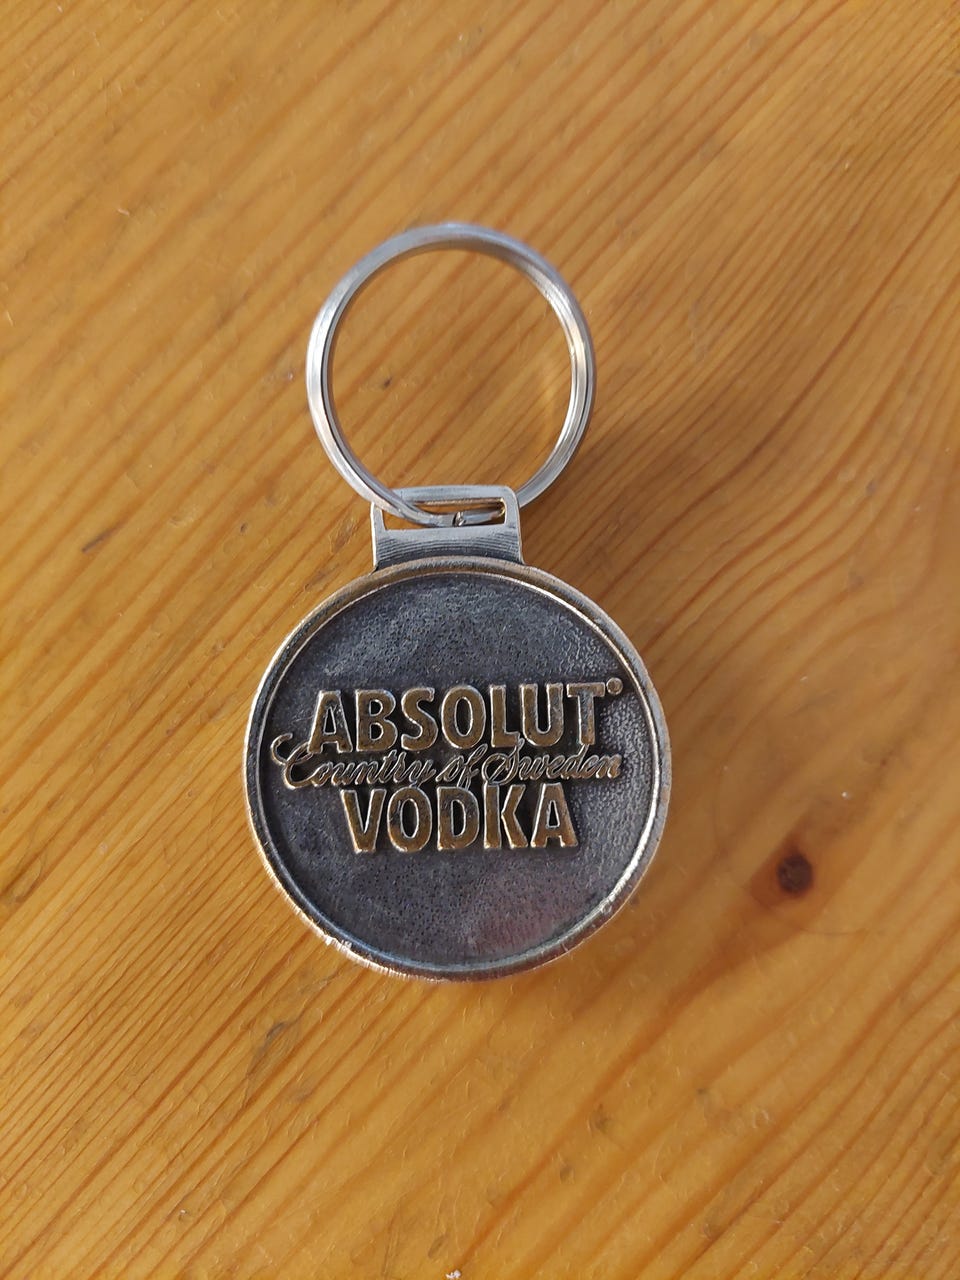 ABSOLUT
Country of Sweden
VODKA